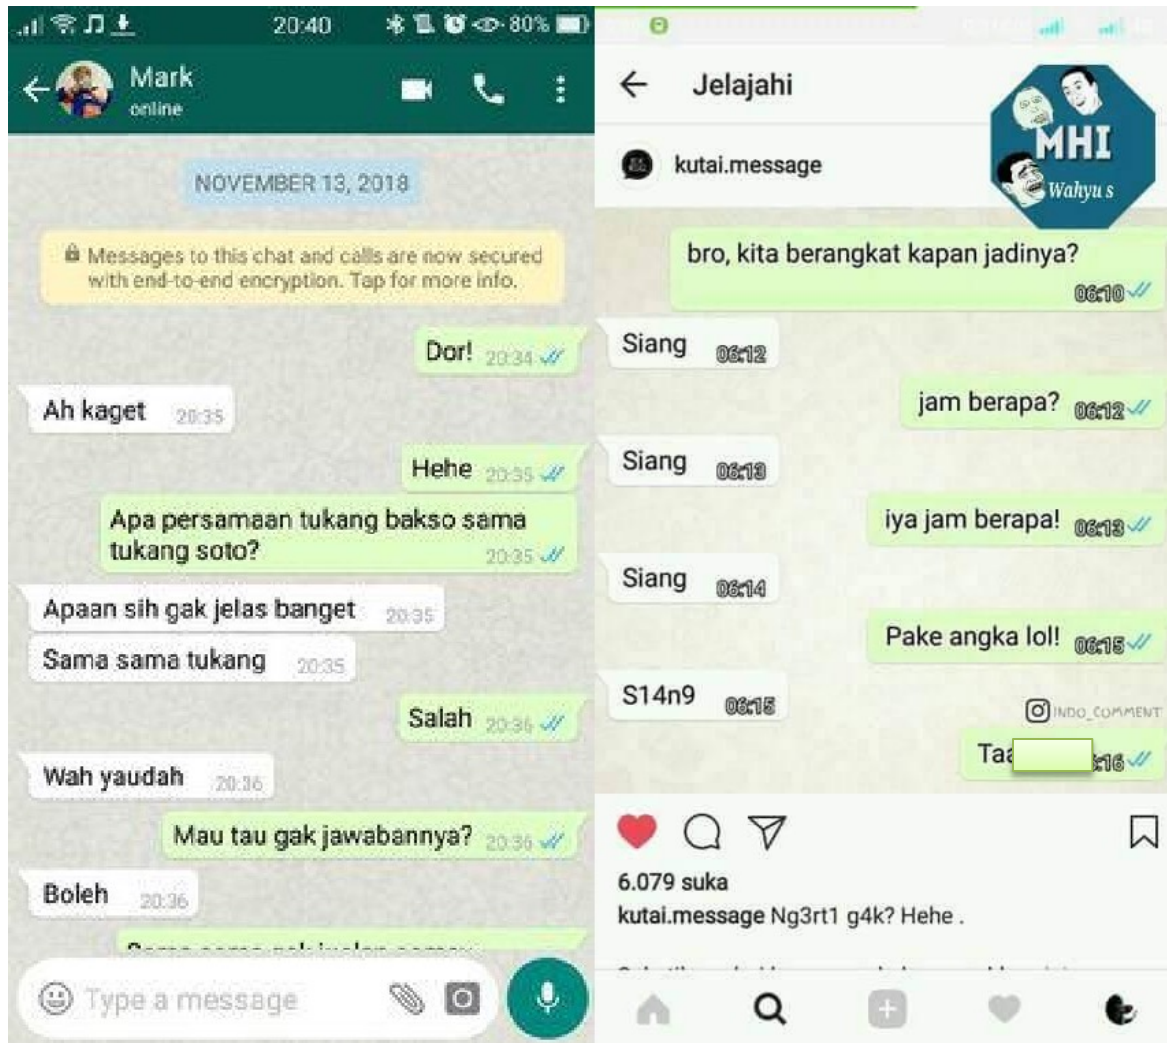 20:40
80%
Mark
online
NOVEMBER 13, 2018
Messages to this chat and calls are now secured
with end-to-end encryption. Tap for more info.
Dor! 20:34
Ah kaget 20:35
Hehe 20:35
Apa persamaan tukang bakso sama
tukang soto? 20:35
Apaan sih gak jelas banget 20:35
Sama sama tukang 20:35
Salah 20:36
Wah yaudah 20:36
Mau tau gak jawabannya? 20:36
Boleh 20:36
Type a message
Jelajahi
MHI
Wahyu s
kutai.message
bro, kita berangkat kapan jadinya?
06:10
Siang 06:12
jam berapa? 06:12
Siang 06:13
iya jam berapa! 06:13
Siang 06:14
Pake angka lol! 06:15
S14n9 06:15
INDO_COMMENT
6.079 suka
kutai.message Ng3rt1 g4k? Hehe .